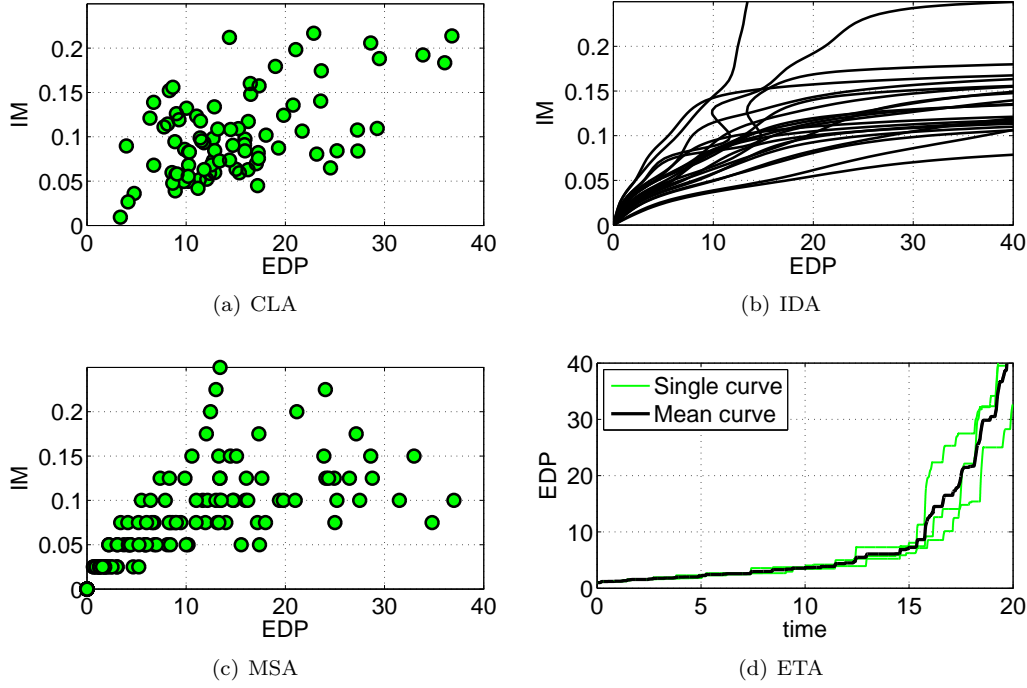 0.2
0.15
0.1
0.05
0
IM
0 10 20 30 40
EDP
(a) CLA
0.2
0.15
0.1
0.05
0
IM
0 10 20 30 40
EDP
(b) IDA
0.2
0.15
0.1
0.05
0
IM
0 10 20 30 40
EDP
(c) MSA
40
30
20
10
0
EDP
Single curve
Mean curve
0 5 10 15 20
time
(d) ETA